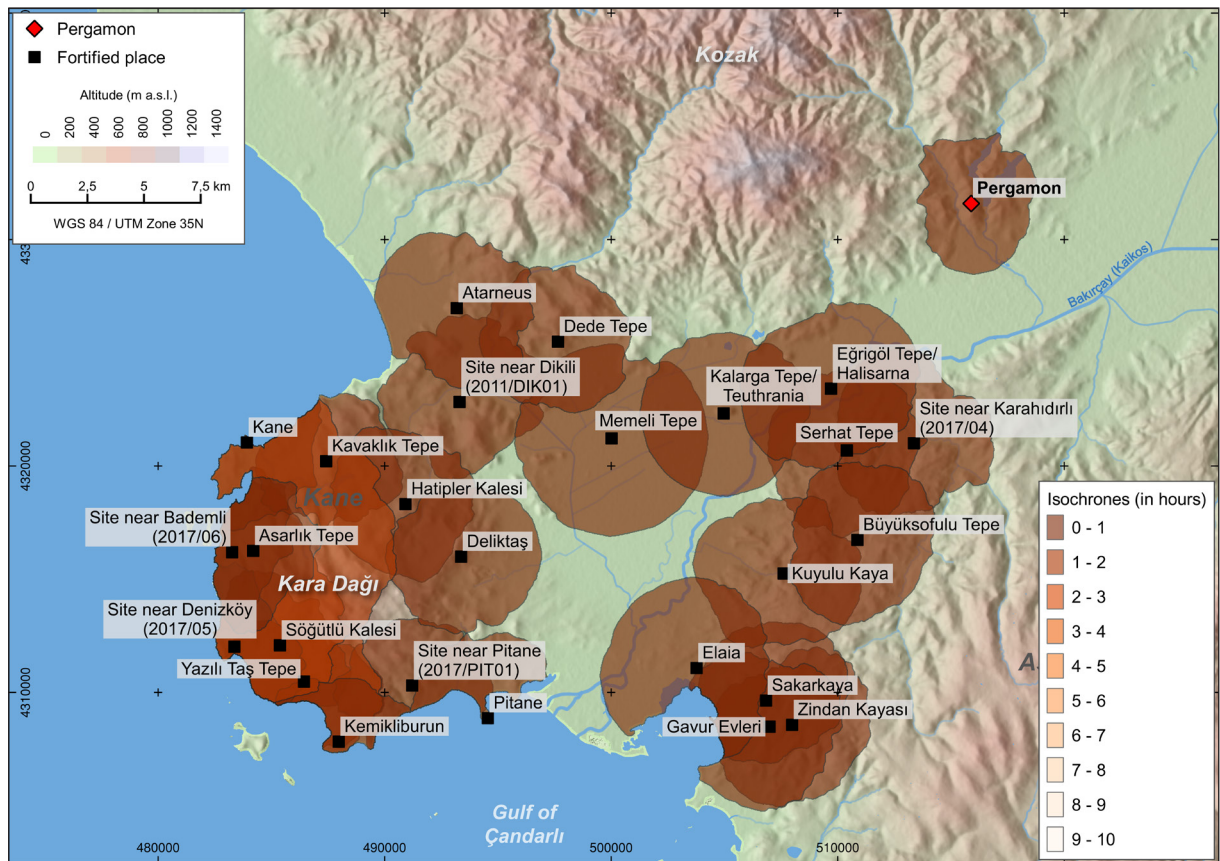 Pergamon
Fortified place
Altitude (m a.s.l.)
0 200 400 600 800 1000 1200 1400
0 2,5 5 7,5 km
WGS 84 / UTM Zone 35N
Kozak
Pergamon
Bakırçay (Kaikos)
Atarneus
Dede Tepe
Site near Dikili
(2011/DIK01)
Eğrigöl Tepe/
Halisarna
Kalarga Tepe/
Teuthrania
Site near Karahıdırlı
(2017/04)
Memeli Tepe
Serhat Tepe
Kane
Kavaklık Tepe
Kane
Hatipler Kalesi
Site near Bademli
(2017/06)
Asarlık Tepe
Deliktaş
Büyüksofulu Tepe
Kuyulu Kaya
Kara Dağı
Site near Denizköy
(2017/05)
Söğütlü Kalesi
Yazılı Taş Tepe
Site near Pitane
(2017/PIT01)
Pitane
Elaia
Sakarkaya
Zindan Kayası
Gavur Evleri
Kemikliburun
Gulf of
Çandarlı
Isochrones (in hours)
0 - 1
1 - 2
2 - 3
3 - 4
4 - 5
5 - 6
6 - 7
7 - 8
8 - 9
9 - 10
4320000
4310000
480000 490000 500000 510000